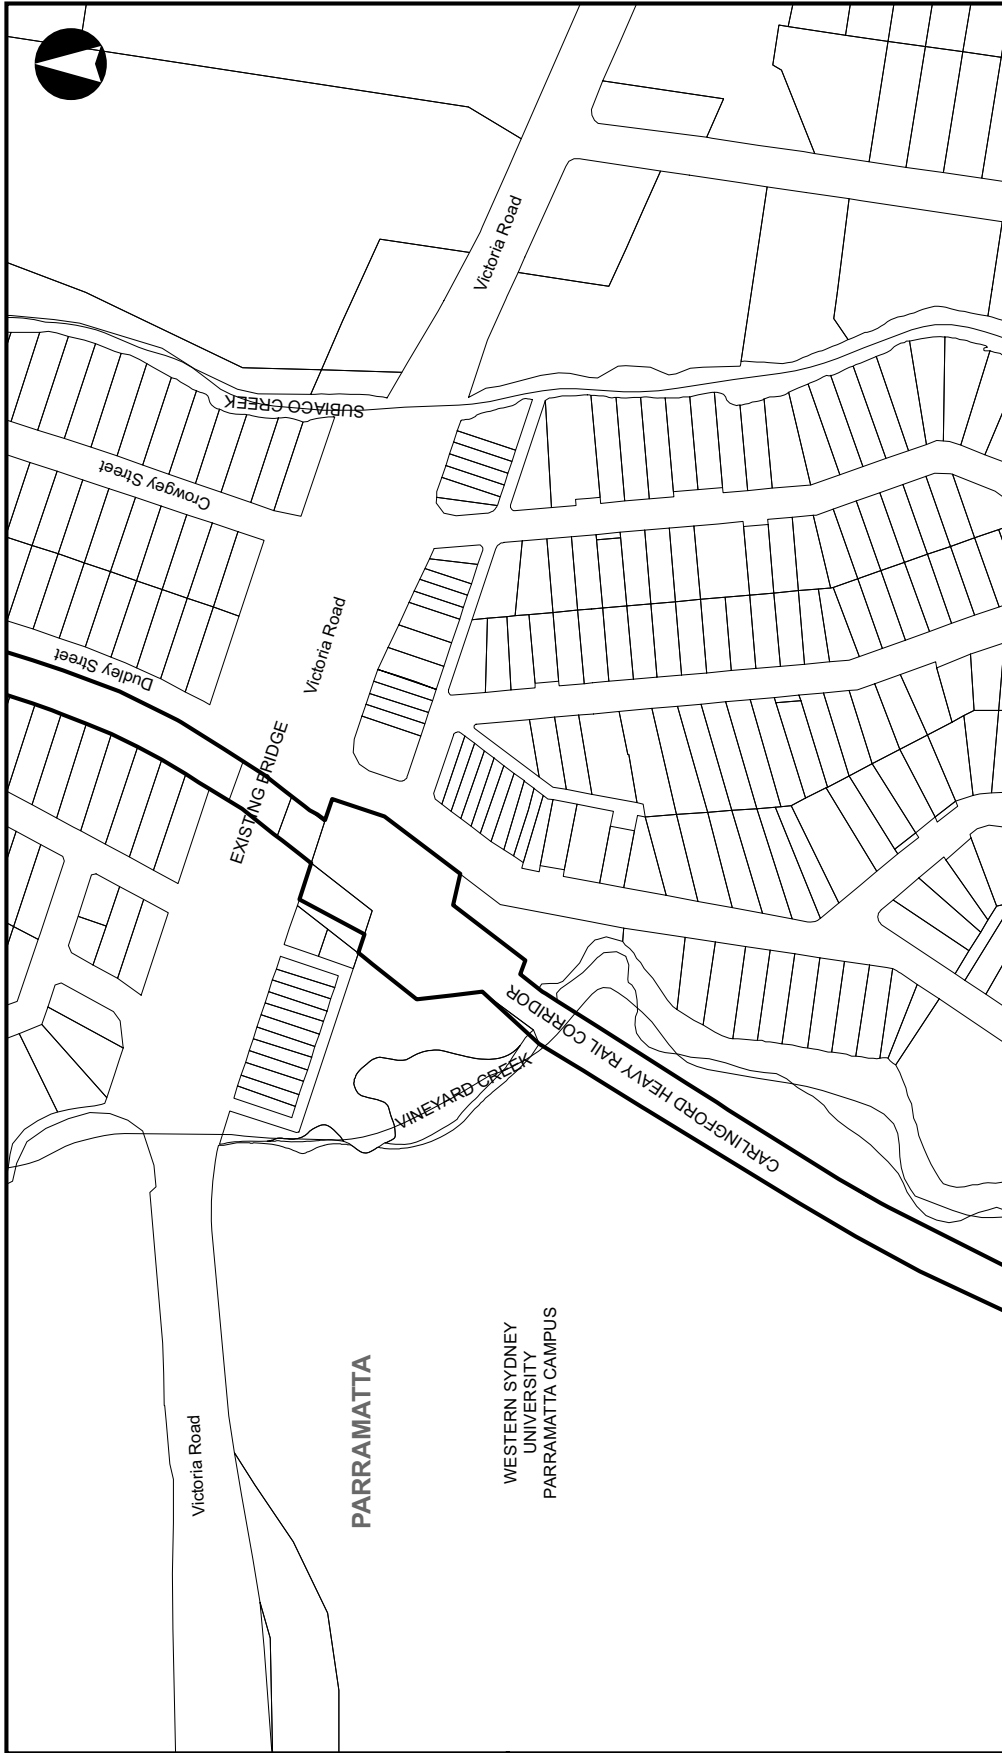 Victoria Road
SUBIACO CREEK
Crowgey Street
Victoria Road
Dudley Street
EXISTING BRIDGE
CARLINGFORD HEAVY RAIL CORRIDOR
VINEYARD CREEK
PARRAMATTA
WESTERN SYDNEY
UNIVERSITY
PARRAMATTA CAMPUS
Victoria Road